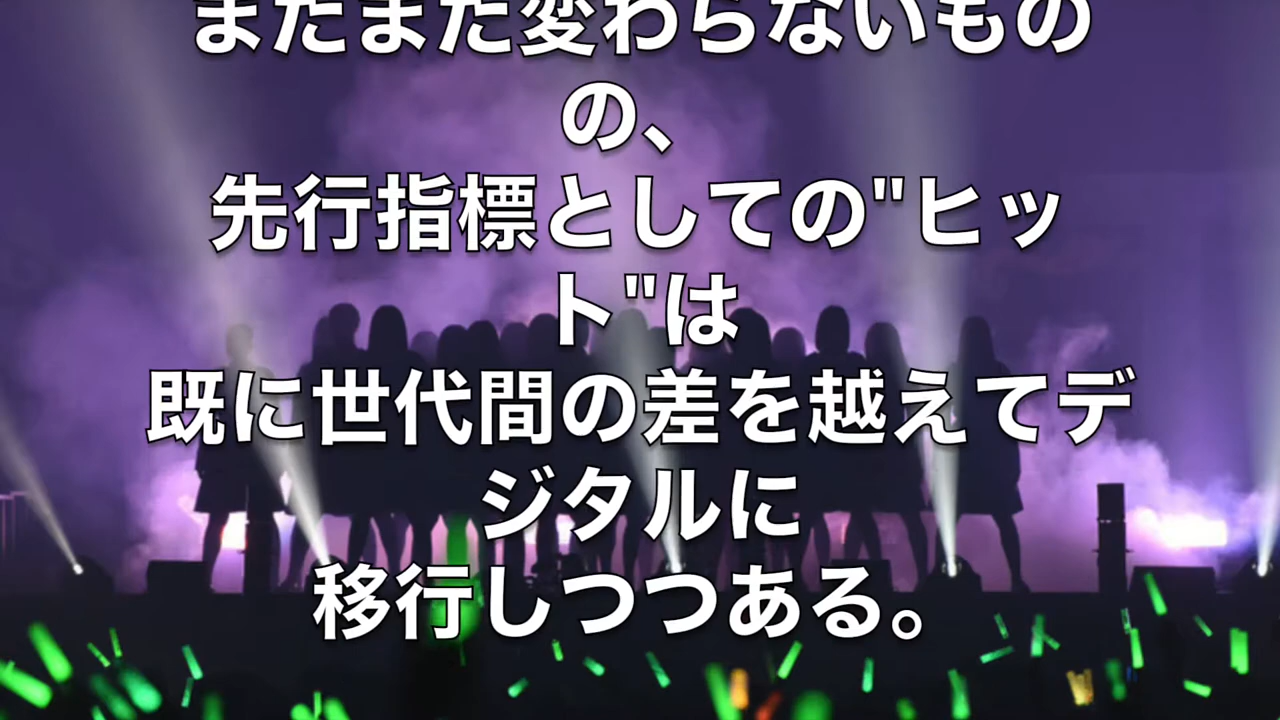 まだまだ変わらないもの
の、
先行指標としての"ヒッ
ト"は
既に世代間の差を越えてデ
ジタルに
移行しつつある。